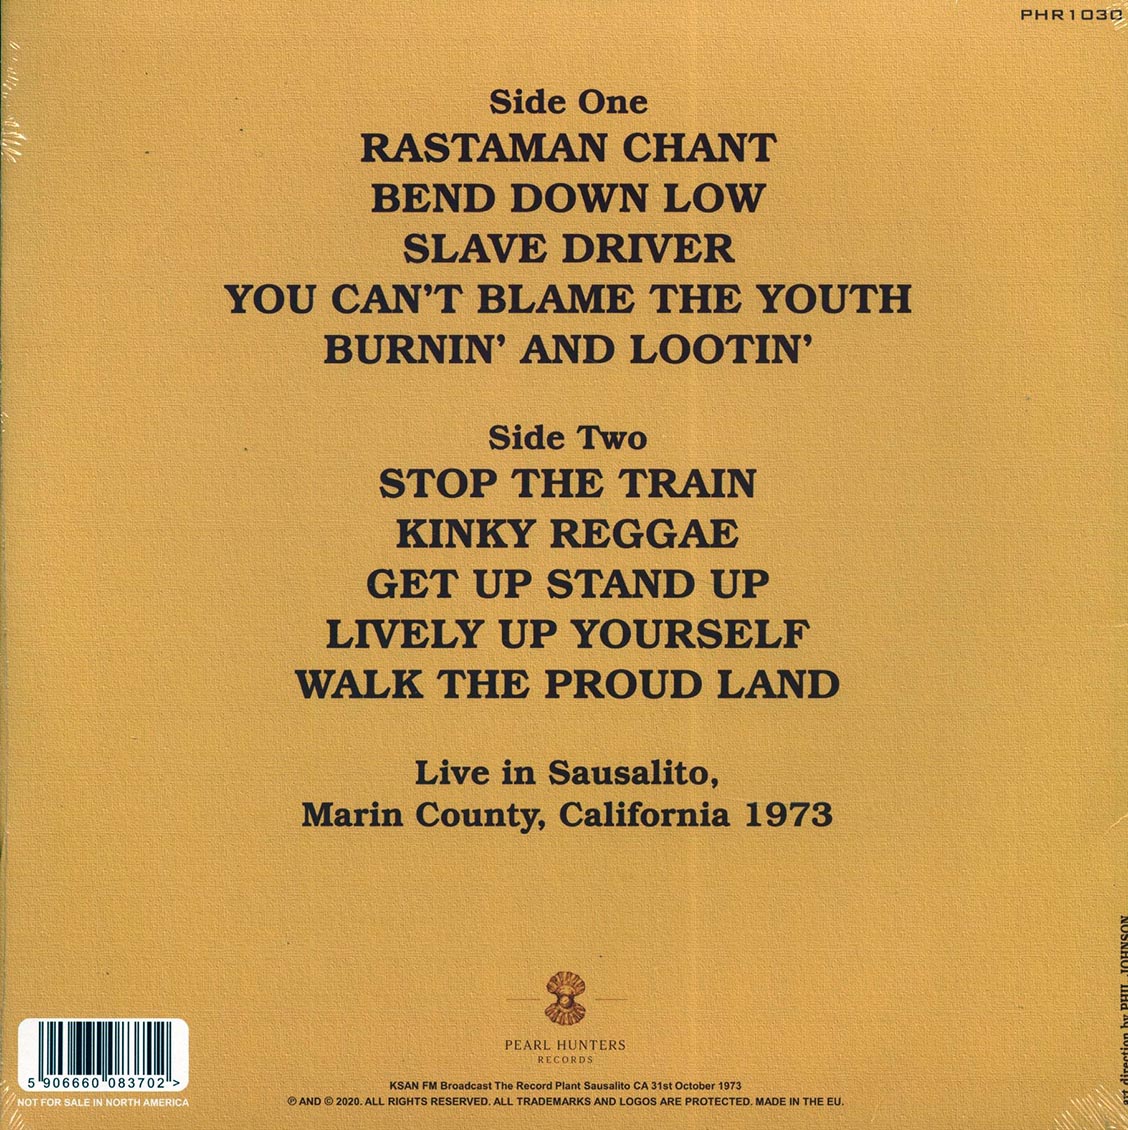 PHR1030
Side One
RASTAMAN CHANT
BEND DOWN LOW
SLAVE DRIVER
YOU CAN'T BLAME THE YOUTH
BURNIN' AND LOOTIN'
Side Two
STOP THE TRAIN
KINKY REGGAE
GET UP STAND UP
LIVELY UP YOURSELF
WALK THE PROUD LAND
Live in Sausalito,
Marin County, California 1973
art direction by PHIL JOHNSON
PEARL HUNTERS
RECORDS
5 906660 083702 >
NOT FOR SALE IN NORTH AMERICA
KSAN FM Broadcast The Record Plant Sausalito CA 31st October 1973
℗ AND © 2020. ALL RIGHTS RESERVED. ALL TRADEMARKS AND LOGOS ARE PROTECTED. MADE IN THE EU.